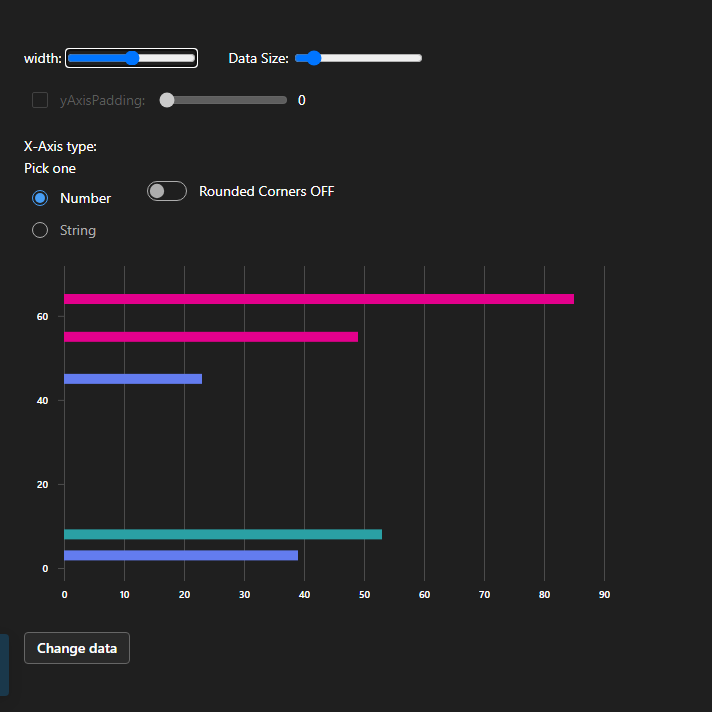 width: Data Size:
yAxisPadding: 0
X-Axis type:
Pick one
Number Rounded Corners OFF
String
60
40
20
0
0 10 20 30 40 50 60 70 80 90
Change data